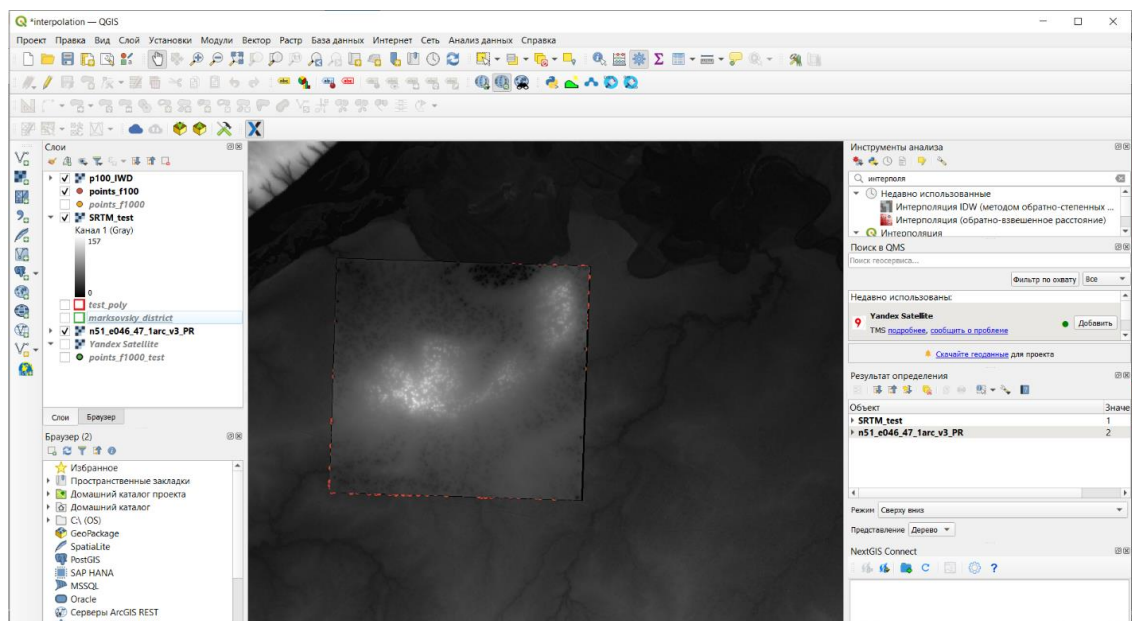 *interpolation — QGIS
Проект Правка Вид Слой Установки Модули Вектор Растр База данных Интернет Сеть Анализ данных Справка
Слои
p100_IWD
points_f100
points_f1000
SRTM_test
Канал 1 (Gray)
157
0
test_poly
marksovsky_district
n51_e046_47_1arc_v3_PR
Yandex Satellite
points_f1000_test
Слои Браузер
Браузер (2)
Избранное
Пространственные закладки
Домашний каталог проекта
Домашний каталог
C:\ (OS)
GeoPackage
SpatiaLite
PostGIS
SAP HANA
MSSQL
Oracle
Серверы ArcGIS REST
Инструменты анализа
интерполя
Недавно использованные
Интерполяция IDW (методом обратно-степенных ...
Интерполяция (обратно-взвешенное расстояние)
Интерполяция
Поиск в QMS
Поиск геосервиса...
Фильтр по охвату Все
Недавно использованы:
Yandex Satellite
TMS подробнее, сообщить о проблеме
Добавить
Скачайте геоданные для проекта
Результат определения
Объект Значе
SRTM_test 1
n51_e046_47_1arc_v3_PR 2
Режим Сверху вниз
Представление Дерево
NextGIS Connect